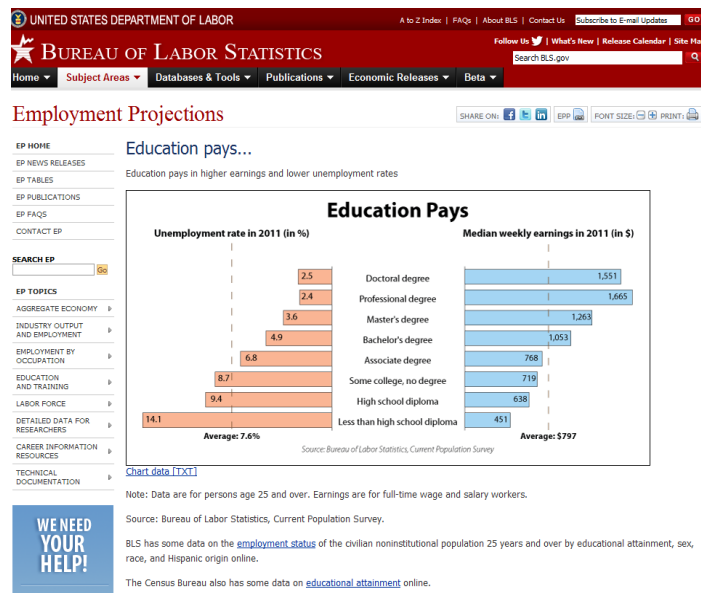 UNITED STATES DEPARTMENT OF LABOR
A to Z Index | FAQs | About BLS | Contact Us Subscribe to E-mail Updates GO
BUREAU OF LABOR STATISTICS
Follow Us | What's New | Release Calendar | Site Ma
Search BLS.gov
Home Subject Areas Databases & Tools Publications Economic Releases Beta
Employment Projections
SHARE ON: EPP FONT SIZE: PRINT:
EP HOME
EP NEWS RELEASES
EP TABLES
EP PUBLICATIONS
EP FAQS
CONTACT EP
SEARCH EP
Go
EP TOPICS
AGGREGATE ECONOMY
INDUSTRY OUTPUT
AND EMPLOYMENT
EMPLOYMENT BY
OCCUPATION
EDUCATION
AND TRAINING
LABOR FORCE
DETAILED DATA FOR
RESEARCHERS
CAREER INFORMATION
RESOURCES
TECHNICAL
DOCUMENTATION
WE NEED
YOUR
HELP!
Education pays...
Education pays in higher earnings and lower unemployment rates
Education Pays
Unemployment rate in 2011 (in %) Median weekly earnings in 2011 (in $)
2.5 Doctoral degree 1,551
2.4 Professional degree 1,665
3.6 Master's degree 1,263
4.9 Bachelor's degree 1,053
6.8 Associate degree 768
8.7 Some college, no degree 719
9.4 High school diploma 638
14.1 Less than high school diploma 451
Average: 7.6% Average: $797
Source: Bureau of Labor Statistics, Current Population Survey
Chart data [TXT]
Note: Data are for persons age 25 and over. Earnings are for full-time wage and salary workers.
Source: Bureau of Labor Statistics, Current Population Survey.
BLS has some data on the employment status of the civilian noninstitutional population 25 years and over by educational attainment, sex,
race, and Hispanic origin online.
The Census Bureau also has some data on educational attainment online.